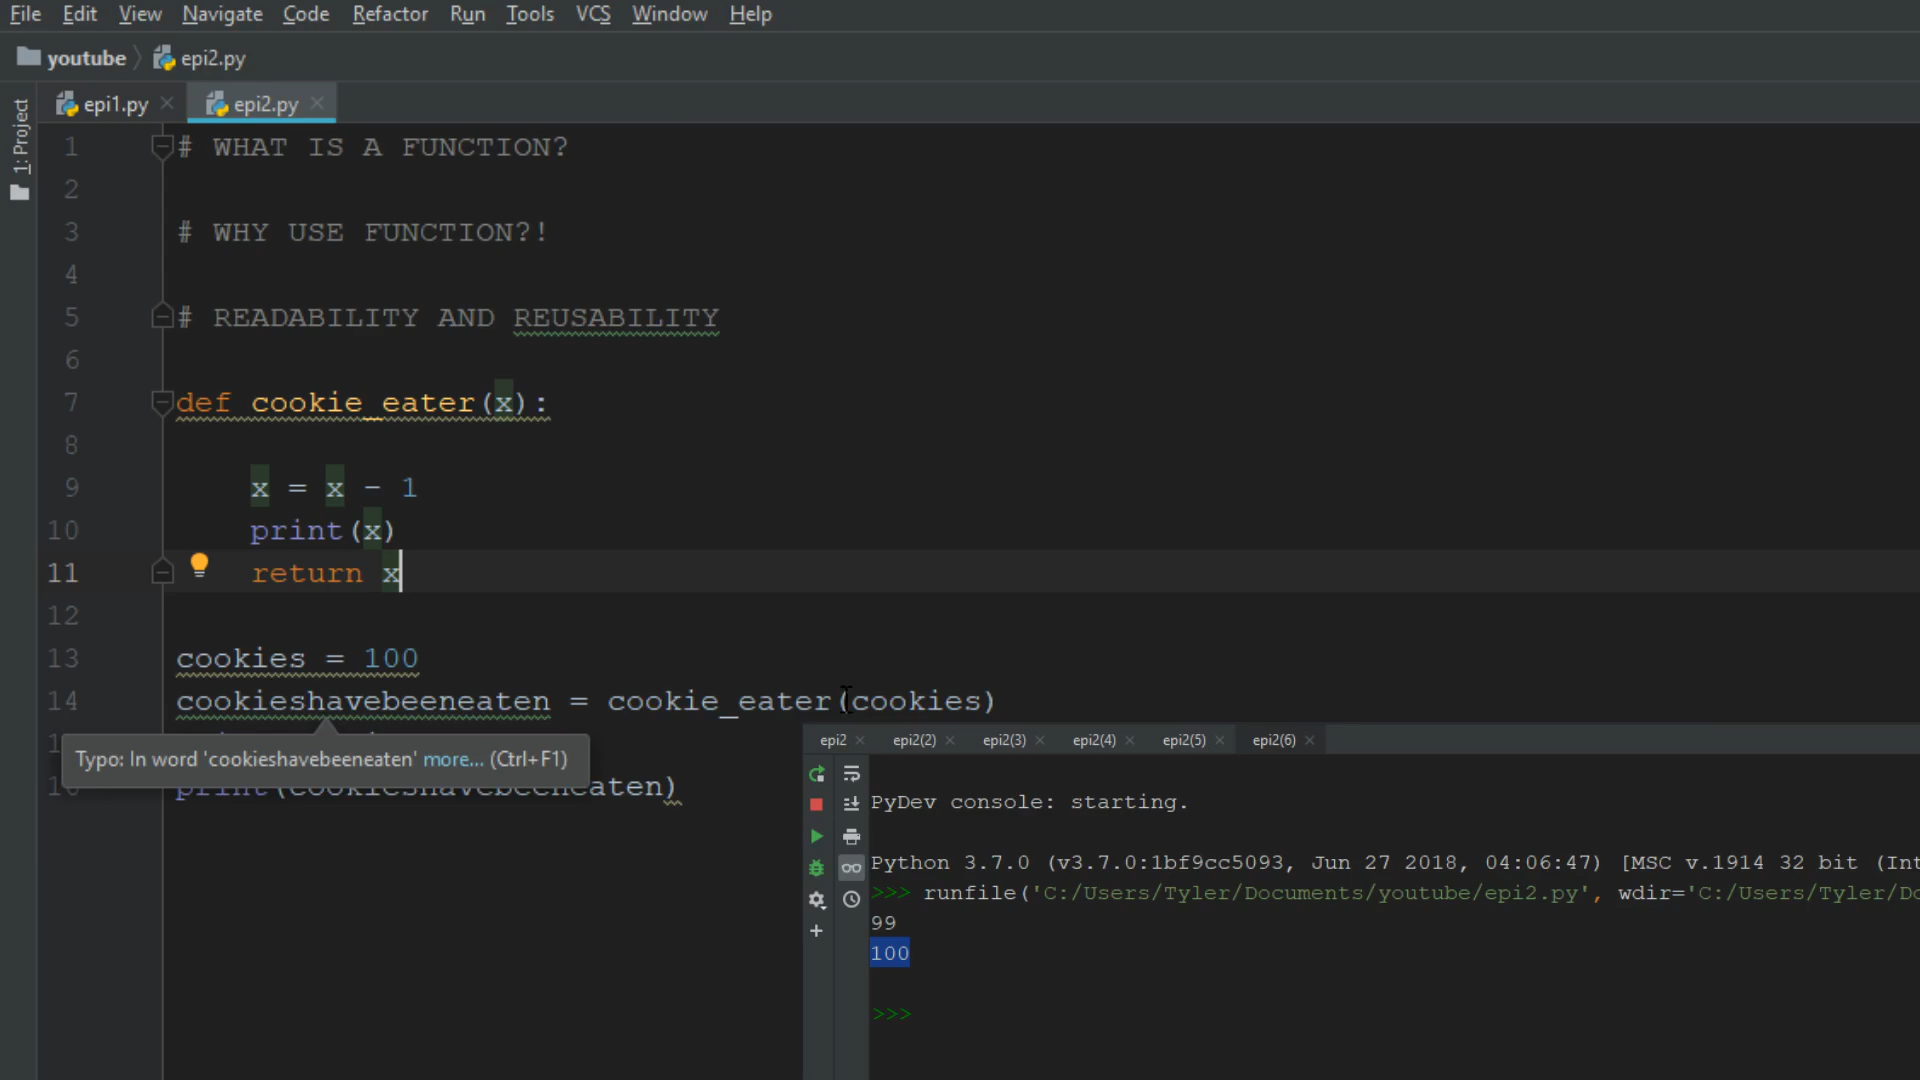 File Edit View Navigate Code Refactor Run Tools VCS Window Help
youtube epi2.py
epi1.py epi2.py
1: Project
1 # WHAT IS A FUNCTION?
2
3 # WHY USE FUNCTION?!
4
5 # READABILITY AND REUSABILITY
6
7 def cookie_eater(x):
8
9 x = x - 1
10 print(x)
11 return x
12
13 cookies = 100
14 cookieshavebeeneaten = cookie_eater(cookies)
Typo: In word 'cookieshavebeeneaten' more... (Ctrl+F1)
print(cookieshavebeeneaten)
epi2 epi2(2) epi2(3) epi2(4) epi2(5) epi2(6)
PyDev console: starting.
Python 3.7.0 (v3.7.0:1bf9cc5093, Jun 27 2018, 04:06:47) [MSC v.1914 32 bit (Int
>>> runfile('C:/Users/Tyler/Documents/youtube/epi2.py', wdir='C:/Users/Tyler/Do
99
100
>>>